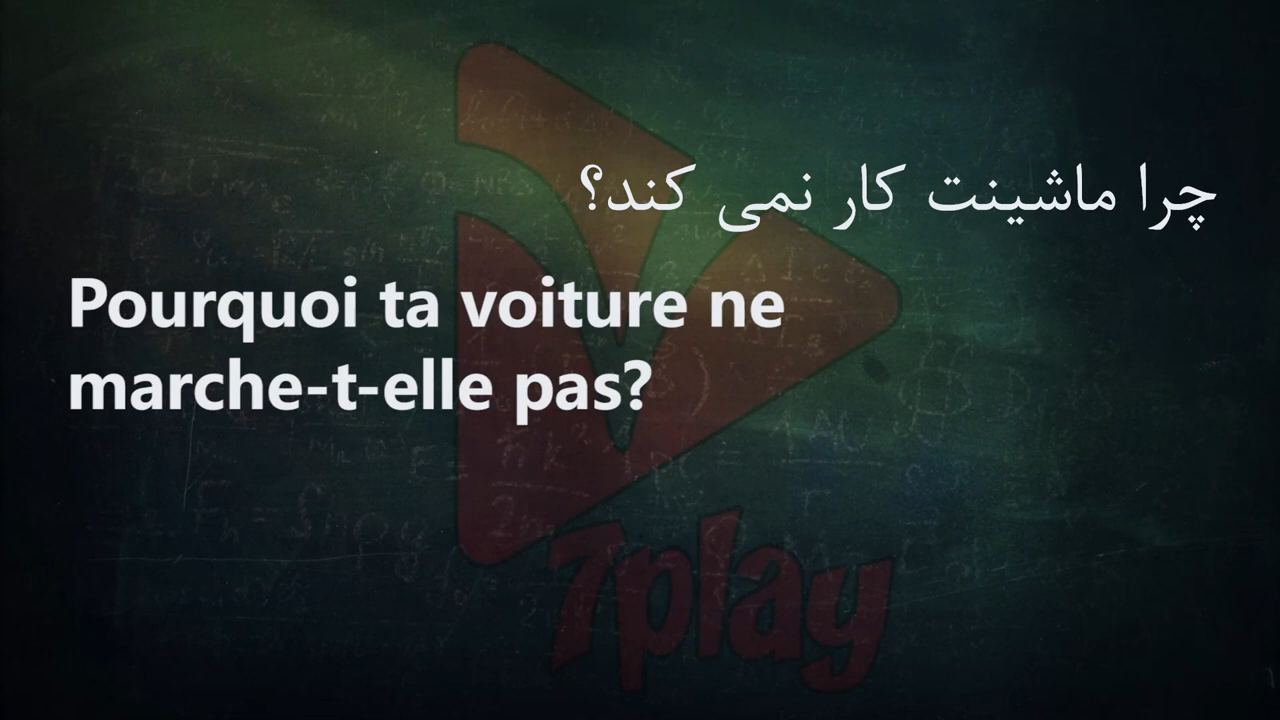 چرا ماشینت کار نمی کند؟
Pourquoi ta voiture ne
marche-t-elle pas?
7play